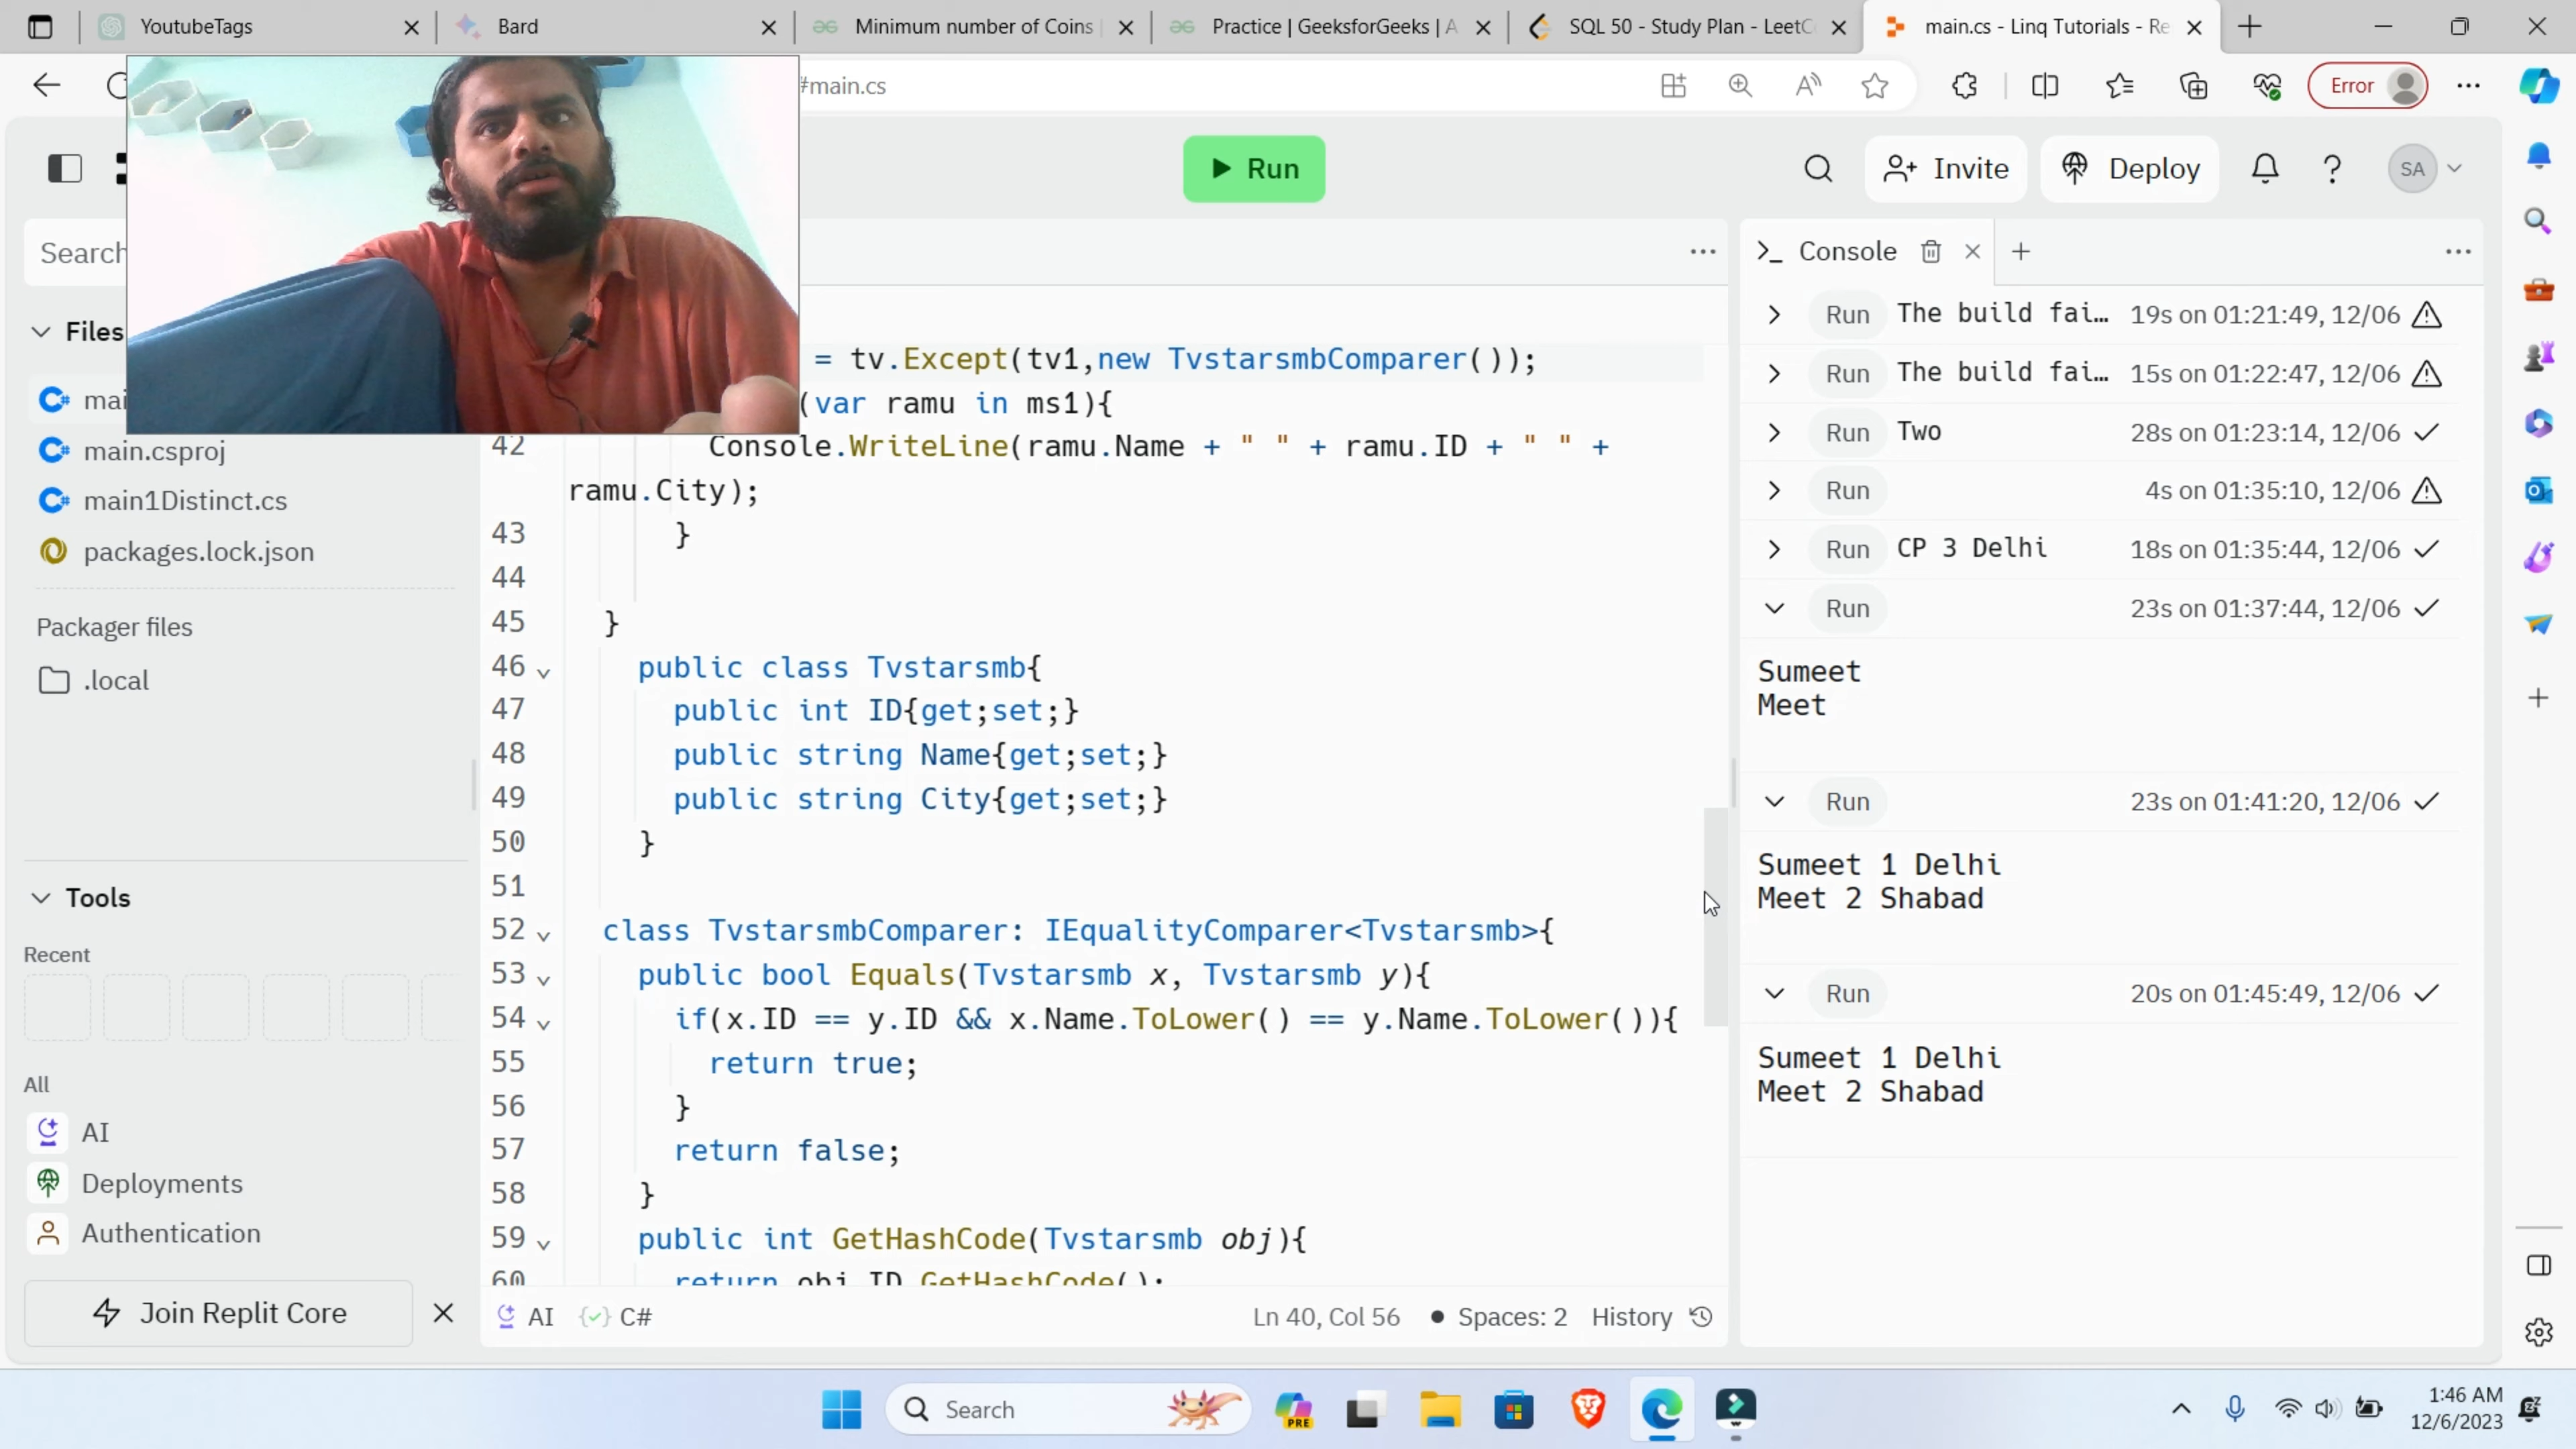 YoutubeTags
Bard
Minimum number of Coins
Practice | GeeksforGeeks | A
SQL 50 - Study Plan - LeetC
main.cs - Linq Tutorials - Re
#main.cs
Error
Run
Invite
Deploy
SA
Search
Files
mai
main.csproj
main1Distinct.cs
packages.lock.json
Packager files
.local
Tools
Recent
All
AI
Deployments
Authentication
Join Replit Core
= tv.Except(tv1,new TvstarsmbComparer());
(var ramu in ms1){
42 Console.WriteLine(ramu.Name + " " + ramu.ID + " " +
ramu.City);
43 }
44
45 }
46 public class Tvstarsmb{
47 public int ID{get;set;}
48 public string Name{get;set;}
49 public string City{get;set;}
50 }
51
52 class TvstarsmbComparer: IEqualityComparer<Tvstarsmb>{
53 public bool Equals(Tvstarsmb x, Tvstarsmb y){
54 if(x.ID == y.ID && x.Name.ToLower() == y.Name.ToLower()){
55 return true;
56 }
57 return false;
58 }
59 public int GetHashCode(Tvstarsmb obj){
60 return obj.ID.GetHashCode();
AI C# Ln 40, Col 56 Spaces: 2 History
Console
Run The build fai… 19s on 01:21:49, 12/06
Run The build fai… 15s on 01:22:47, 12/06
Run Two 28s on 01:23:14, 12/06
Run 4s on 01:35:10, 12/06
Run CP 3 Delhi 18s on 01:35:44, 12/06
Run 23s on 01:37:44, 12/06
Sumeet
Meet
Run 23s on 01:41:20, 12/06
Sumeet 1 Delhi
Meet 2 Shabad
Run 20s on 01:45:49, 12/06
Sumeet 1 Delhi
Meet 2 Shabad
Search
PRE
1:46 AM
12/6/2023